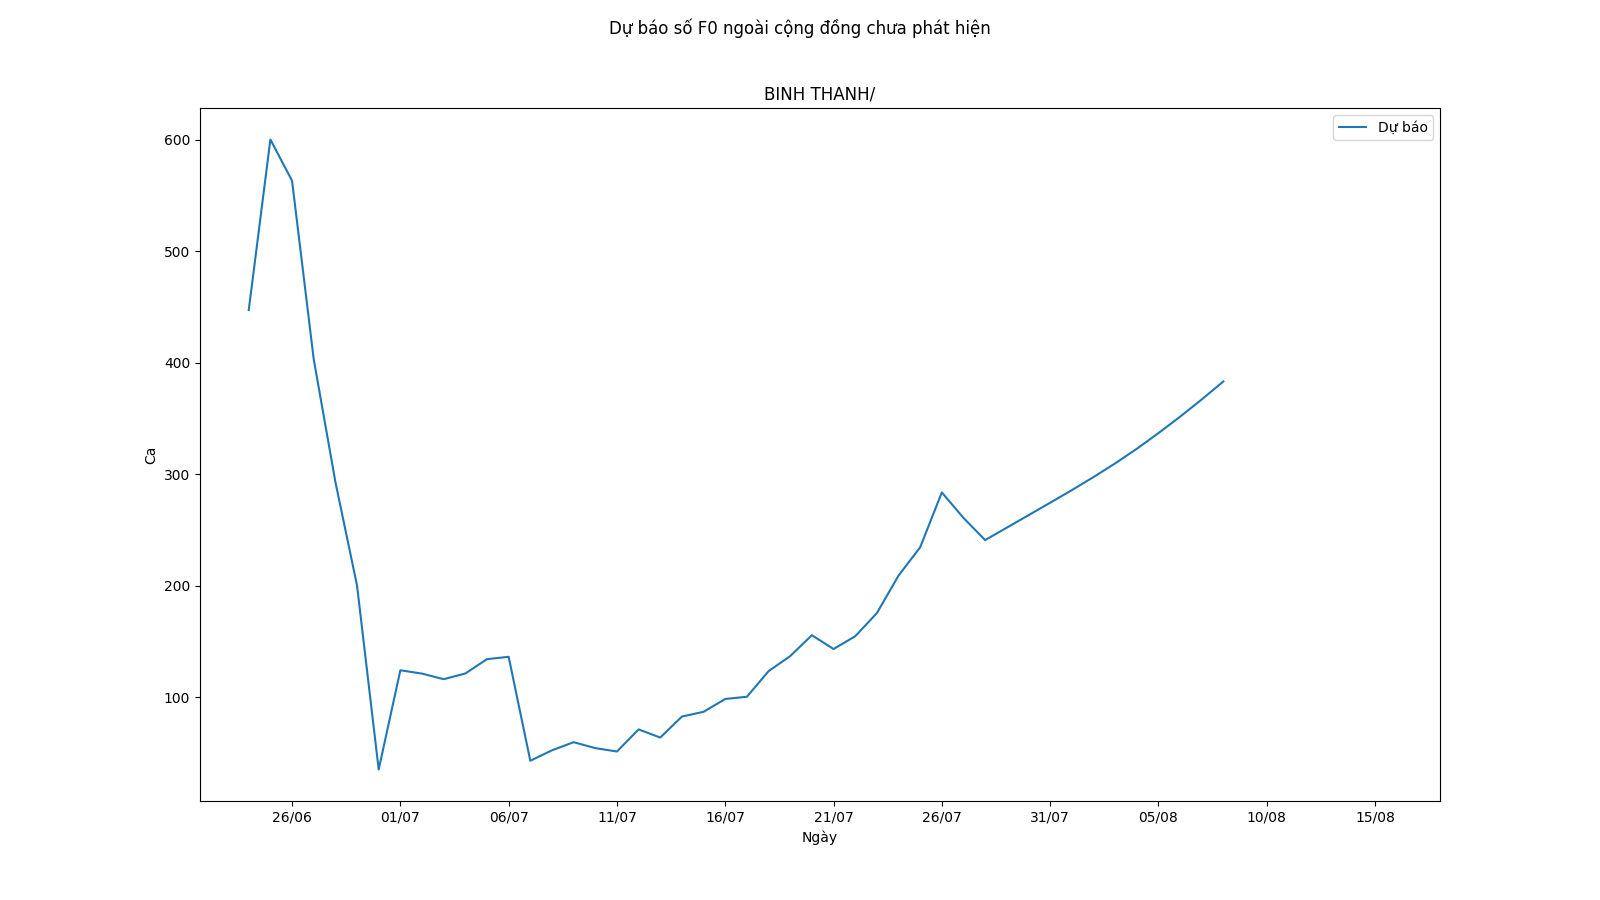 Dự báo số F0 ngoài cộng đồng chưa phát hiện
BINH THANH/
Dự báo
600
500
400
300
200
100
Ca
26/06 01/07 06/07 11/07 16/07 21/07 26/07 31/07 05/08 10/08 15/08
Ngày